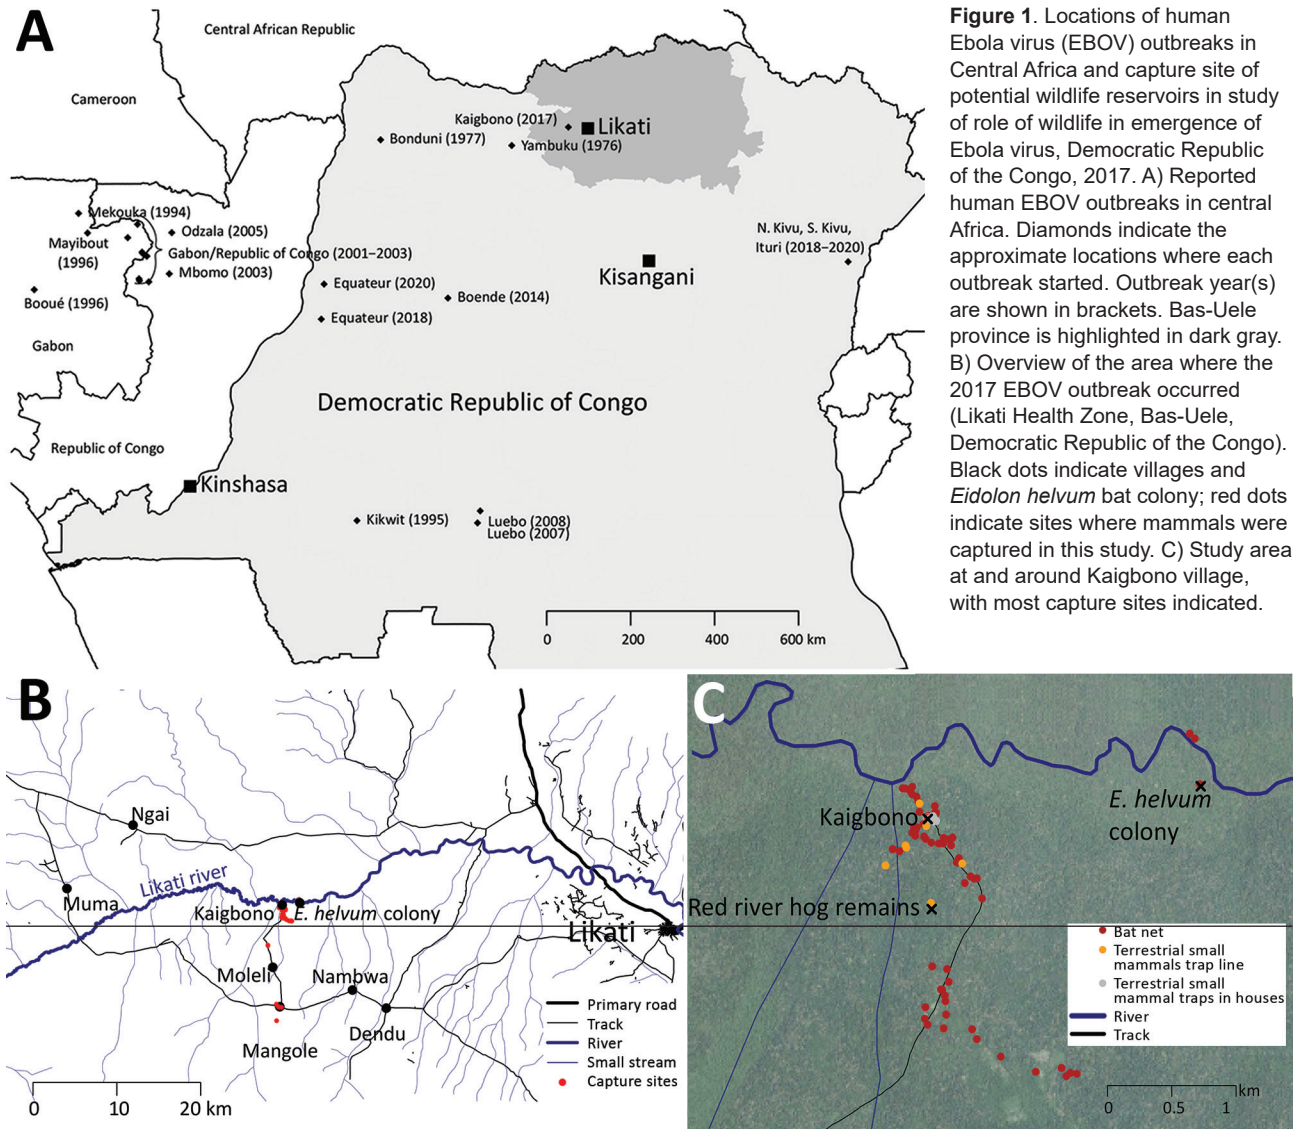 A
Central African Republic
Cameroon
Kaigbono (2017)
Likati
Bonduni (1977)
Yambuku (1976)
Mekouka (1994)
Odzala (2005)
Mayibout
(1996)
Gabon/Republic of Congo (2001–2003)
Mbomo (2003)
N. Kivu, S. Kivu,
Ituri (2018–2020)
Kisangani
Equateur (2020)
Boende (2014)
Booué (1996)
Equateur (2018)
Gabon
Democratic Republic of Congo
Republic of Congo
Kinshasa
Kikwit (1995)
Luebo (2008)
Luebo (2007)
0 200 400 600 km
Figure 1. Locations of human
Ebola virus (EBOV) outbreaks in
Central Africa and capture site of
potential wildlife reservoirs in study
of role of wildlife in emergence of
Ebola virus, Democratic Republic
of the Congo, 2017. A) Reported
human EBOV outbreaks in central
Africa. Diamonds indicate the
approximate locations where each
outbreak started. Outbreak year(s)
are shown in brackets. Bas-Uele
province is highlighted in dark gray.
B) Overview of the area where the
2017 EBOV outbreak occurred
(Likati Health Zone, Bas-Uele,
Democratic Republic of the Congo).
Black dots indicate villages and
Eidolon helvum bat colony; red dots
indicate sites where mammals were
captured in this study. C) Study area
at and around Kaigbono village,
with most capture sites indicated.
B
Ngai
Likati river
Muma
Kaigbono
E. helvum colony
Likati
Moleli
Nambwa
Dendu
Mangole
Primary road
Track
River
Small stream
Capture sites
0 10 20 km
C
Kaigbono
E. helvum
colony
Red river hog remains
Bat net
Terrestrial small
mammals trap line
Terrestrial small
mammal traps in houses
River
Track
km
0 0.5 1